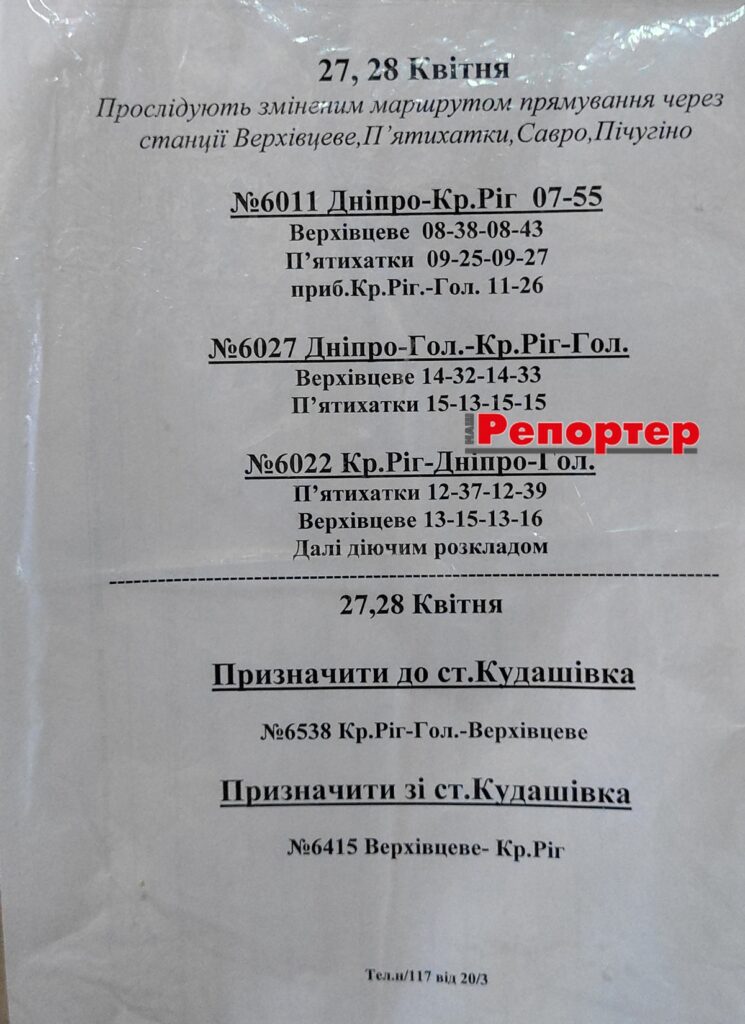 27, 28 Квітня
Прослідують зміненим маршрутом прямування через
станції Верхівцеве,П’ятихатки,Савро,Пічугіно
№6011 Дніпро-Кр.Ріг 07-55
Верхівцеве 08-38-08-43
П’ятихатки 09-25-09-27
приб.Кр.Ріг.-Гол. 11-26
№6027 Дніпро-Гол.-Кр.Ріг-Гол.
Верхівцеве 14-32-14-33
П’ятихатки 15-13-15-15
НАШ Репортер
№6022 Кр.Ріг-Дніпро-Гол.
П’ятихатки 12-37-12-39
Верхівцеве 13-15-13-16
Далі діючим розкладом
27,28 Квітня
Призначити до ст.Кудашівка
№6538 Кр.Ріг-Гол.-Верхівцеве
Призначити зі ст.Кудашівка
№6415 Верхівцеве- Кр.Ріг
Тел.н/117 від 20/3